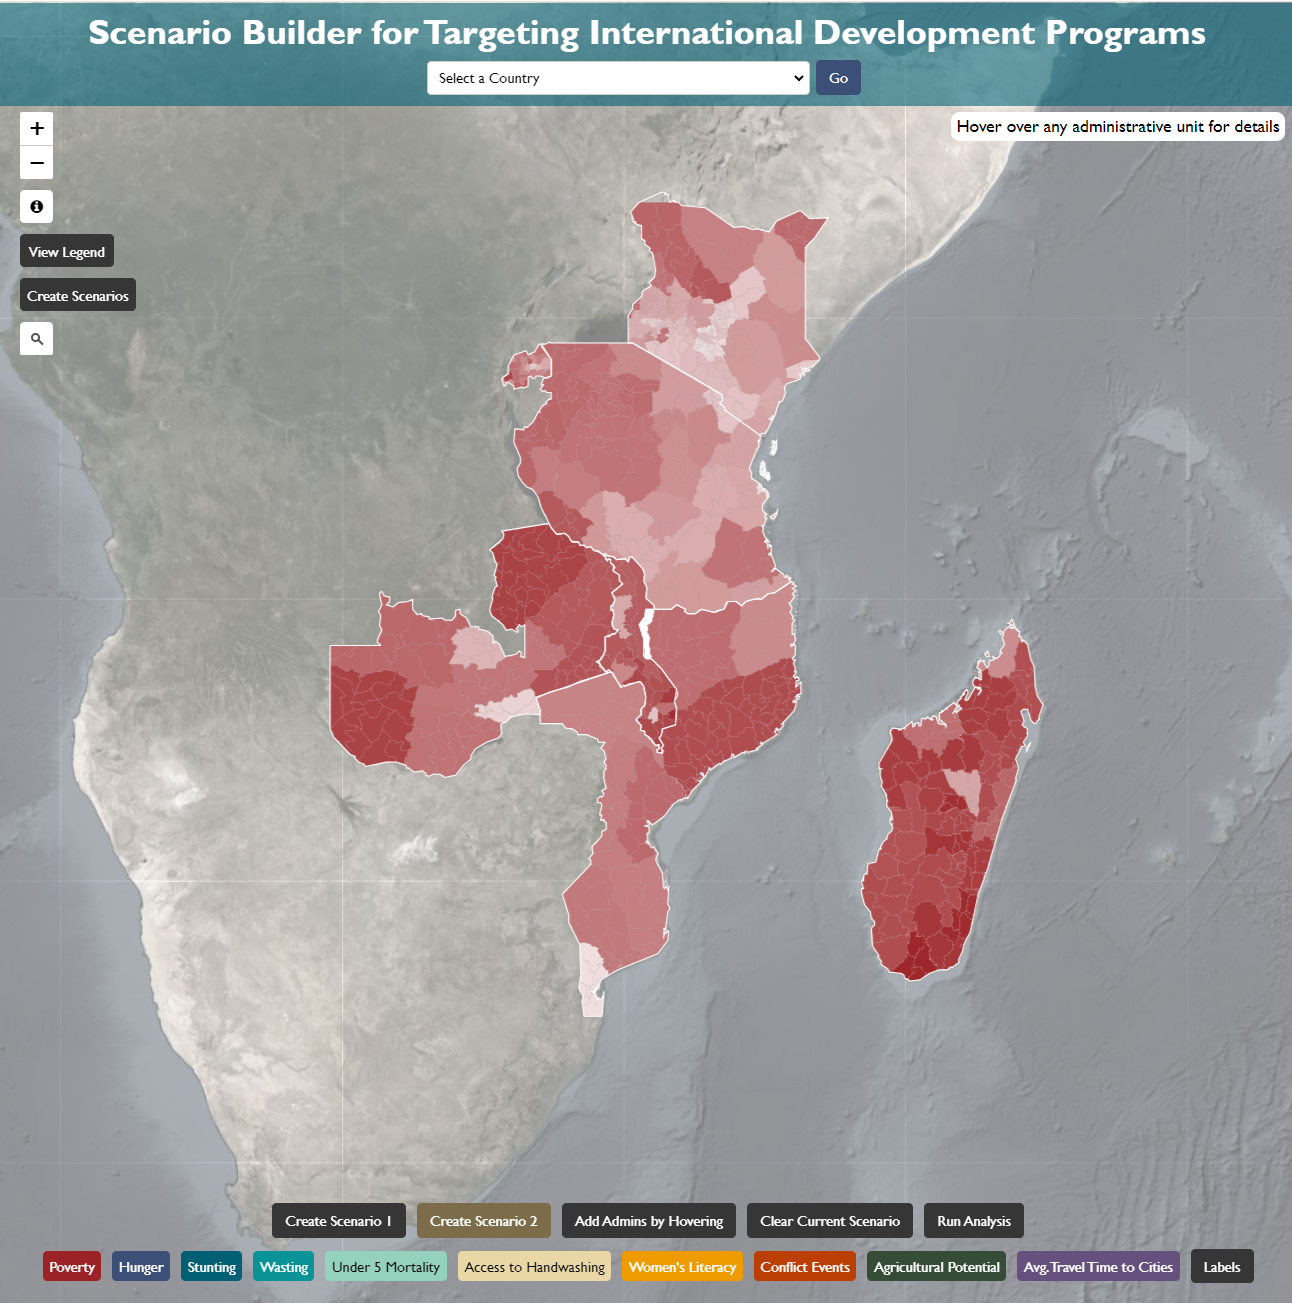 Scenario Builder for Targeting International Development Programs
Select a Country
Go
Hover over any administrative unit for details
+
−
View Legend
Create Scenarios
Create Scenario 1
Create Scenario 2
Add Admins by Hovering
Clear Current Scenario
Run Analysis
Poverty
Hunger
Stunting
Wasting
Under 5 Mortality
Access to Handwashing
Women's Literacy
Conflict Events
Agricultural Potential
Avg. Travel Time to Cities
Labels